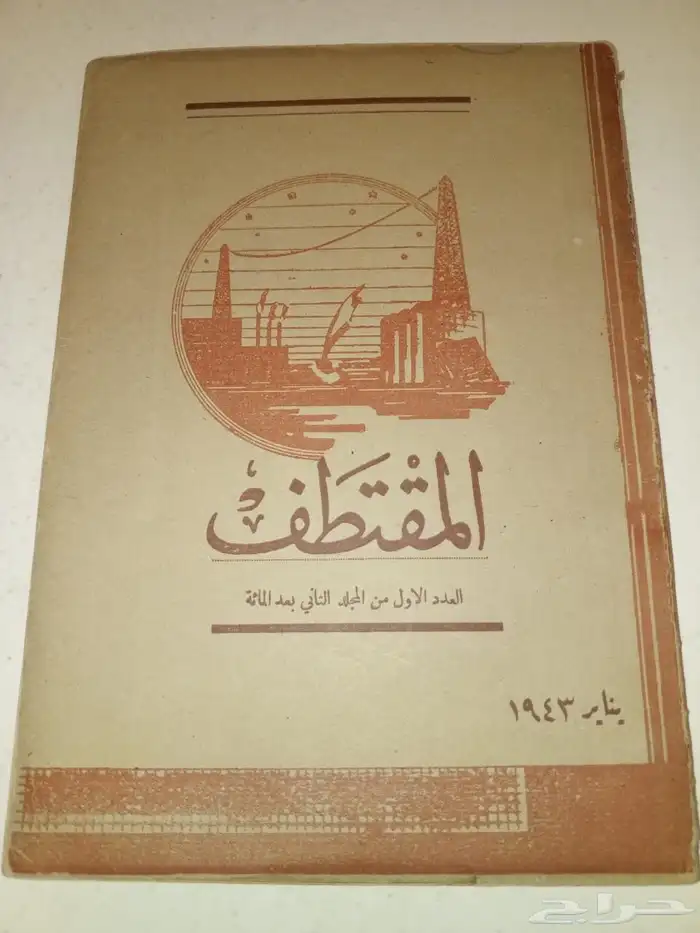 المقتطف
العدد الاول من المجلد الثاني بعد المائة
يناير ١٩٤٣
حراج